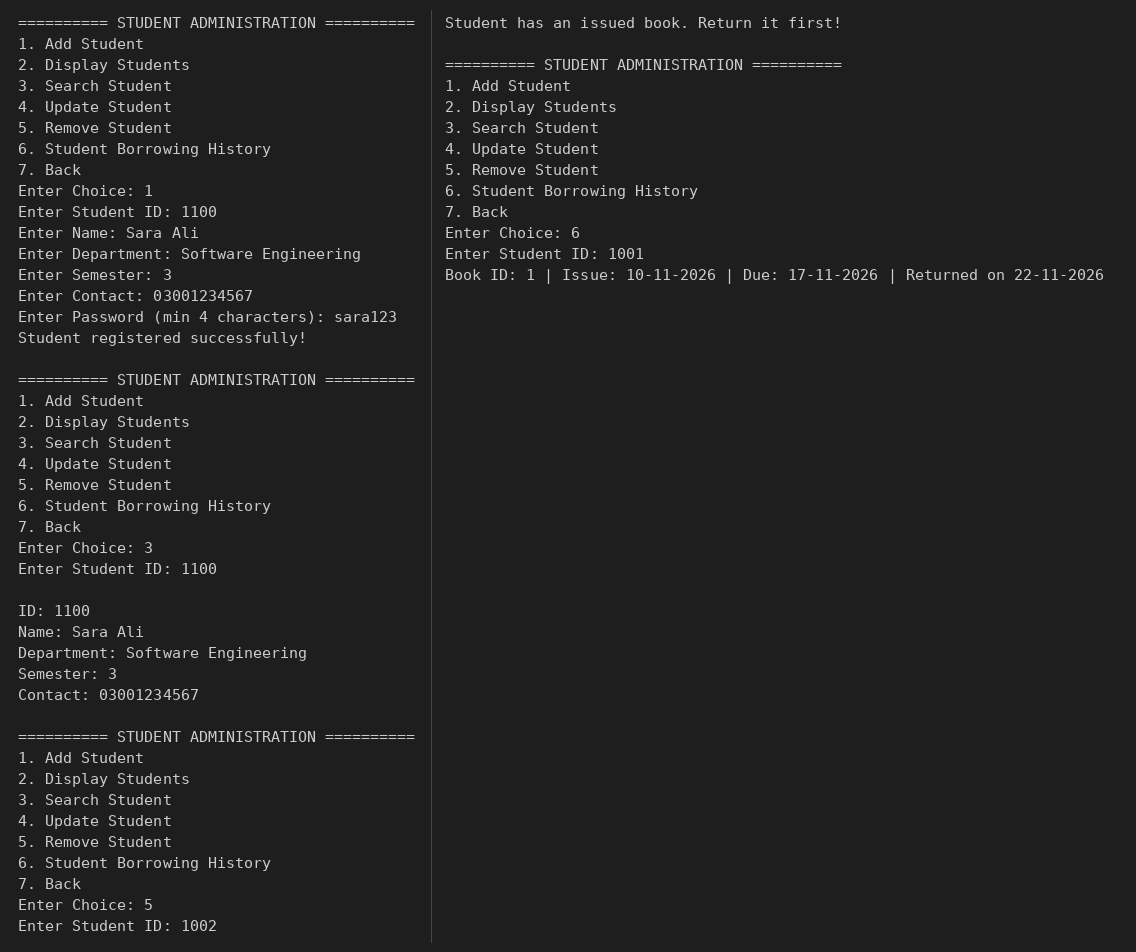 ========== STUDENT ADMINISTRATION ==========
1. Add Student
2. Display Students
3. Search Student
4. Update Student
5. Remove Student
6. Student Borrowing History
7. Back
Enter Choice: 1
Enter Student ID: 1100
Enter Name: Sara Ali
Enter Department: Software Engineering
Enter Semester: 3
Enter Contact: 03001234567
Enter Password (min 4 characters): sara123
Student registered successfully!

========== STUDENT ADMINISTRATION ==========
1. Add Student
2. Display Students
3. Search Student
4. Update Student
5. Remove Student
6. Student Borrowing History
7. Back
Enter Choice: 3
Enter Student ID: 1100

ID: 1100
Name: Sara Ali
Department: Software Engineering
Semester: 3
Contact: 03001234567

========== STUDENT ADMINISTRATION ==========
1. Add Student
2. Display Students
3. Search Student
4. Update Student
5. Remove Student
6. Student Borrowing History
7. Back
Enter Choice: 5
Enter Student ID: 1002
Student has an issued book. Return it first!

========== STUDENT ADMINISTRATION ==========
1. Add Student
2. Display Students
3. Search Student
4. Update Student
5. Remove Student
6. Student Borrowing History
7. Back
Enter Choice: 6
Enter Student ID: 1001
Book ID: 1 | Issue: 10-11-2026 | Due: 17-11-2026 | Returned on 22-11-2026